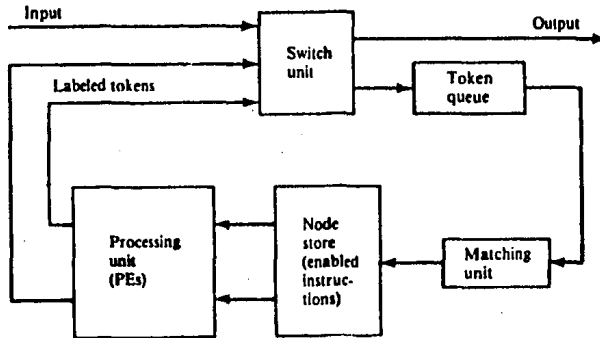 Input
Output
Switch
unit
Token
queue
Labeled tokens
Processing
unit
(PEs)
Node
store
(enabled
instruc-
tions)
Matching
unit